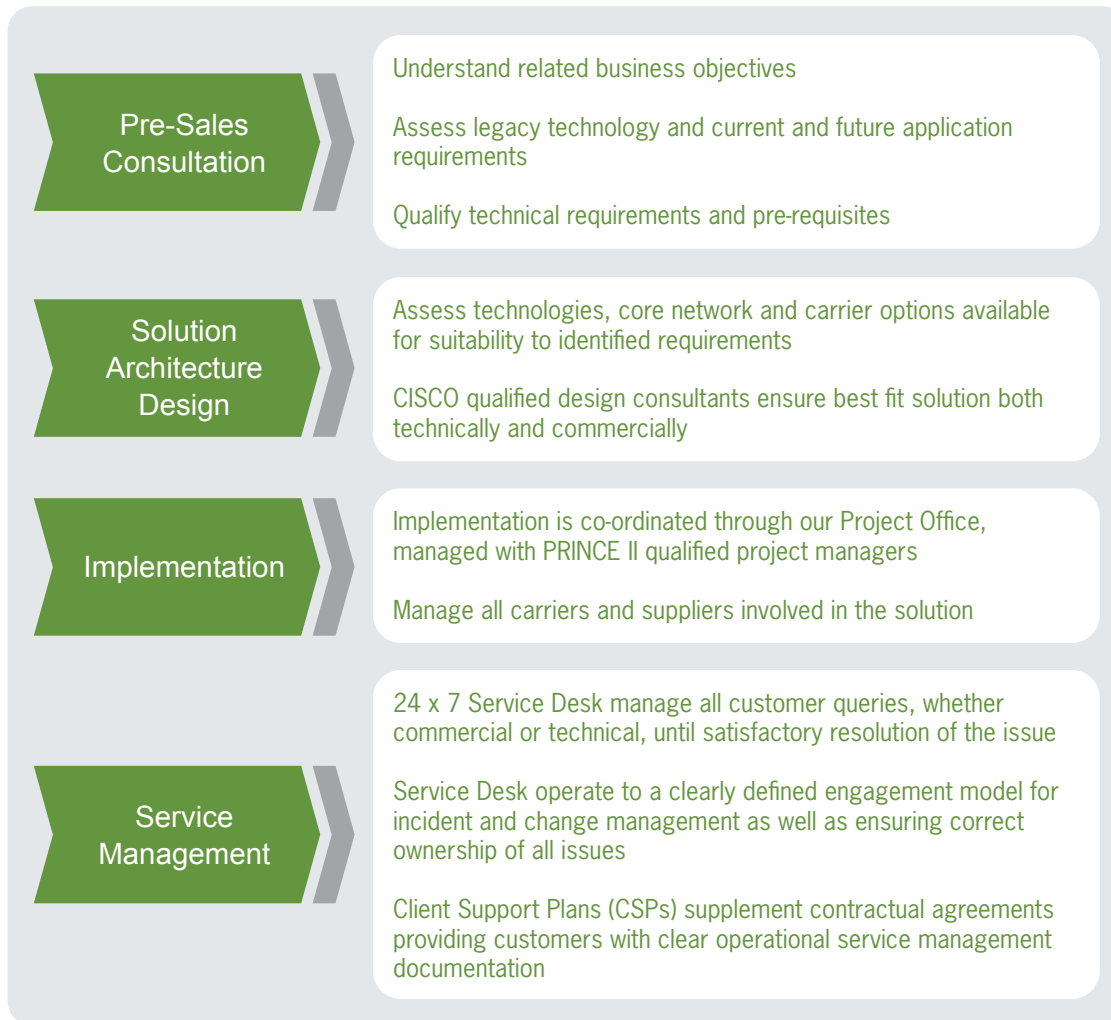 Pre-Sales
Consultation
Understand related business objectives
Assess legacy technology and current and future application
requirements
Qualify technical requirements and pre-requisites
Solution
Architecture
Design
Assess technologies, core network and carrier options available
for suitability to identified requirements
CISCO qualified design consultants ensure best fit solution both
technically and commercially
Implementation
Implementation is co-ordinated through our Project Office,
managed with PRINCE II qualified project managers
Manage all carriers and suppliers involved in the solution
Service
Management
24 x 7 Service Desk manage all customer queries, whether
commercial or technical, until satisfactory resolution of the issue
Service Desk operate to a clearly defined engagement model for
incident and change management as well as ensuring correct
ownership of all issues
Client Support Plans (CSPs) supplement contractual agreements
providing customers with clear operational service management
documentation